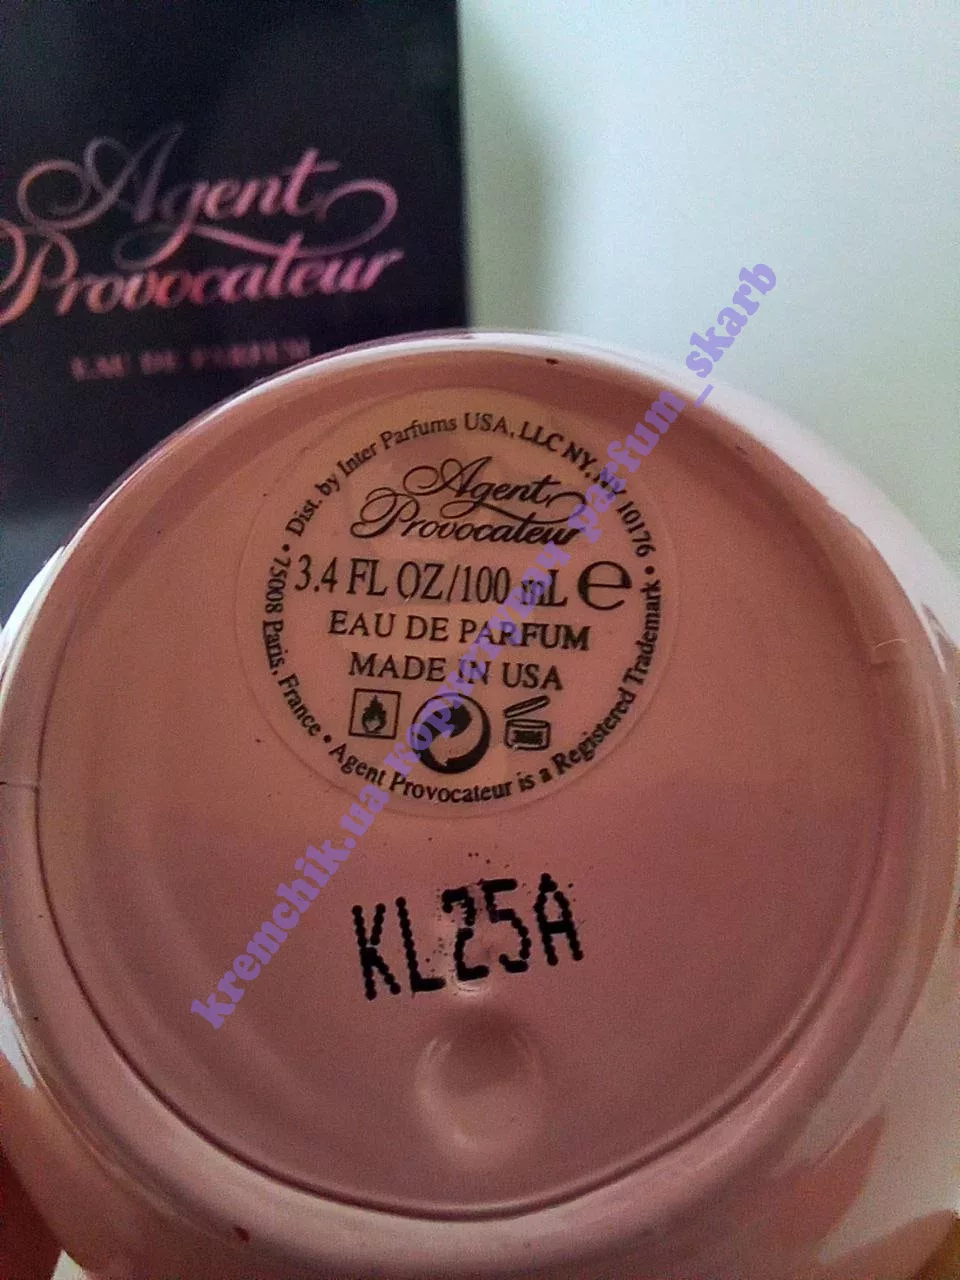 Agent
Provocateur
EAU DE PARFUM
Dist. by Inter Parfums USA, LLC NY, NY 10176 •
75008 Paris, France • Agent Provocateur is a Registered Trademark •
Agent
Provocateur
3.4 FL OZ/100 mL e
EAU DE PARFUM
MADE IN USA
KL25A
kremchik.ua копируйнах parfum_skarb